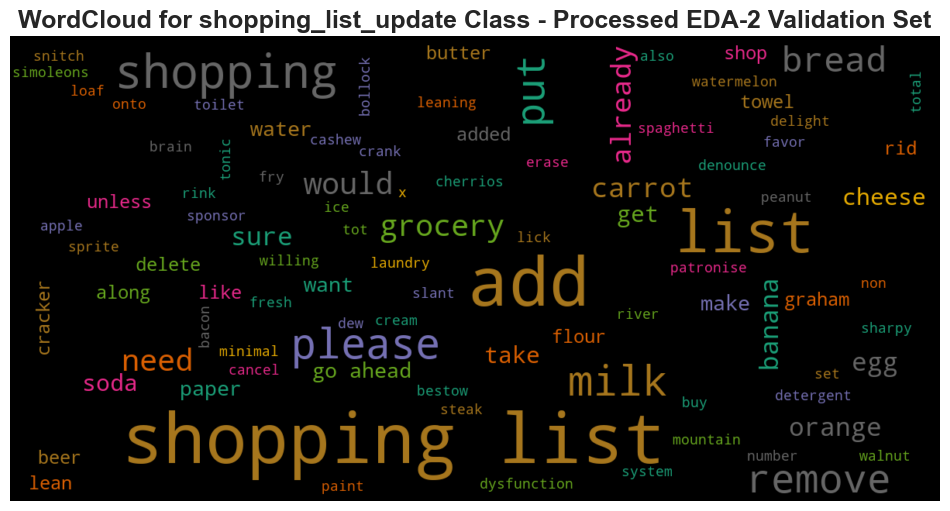 WordCloud for shopping_list_update Class - Processed EDA-2 Validation Set
snitch
butter
also
shop
bread
simoleons
shopping
bollock
put
already
watermelon
total
loaf
onto
toilet
leaning
towel
water
cashew
added
spaghetti
delight
brain
tonic
crank
erase
denounce
favor
rid
fry
would
x
cherrios
carrot
peanut
cheese
unless
rink
ice
apple
sponsor
tot
grocery
get
list
sprite
sure
lick
delete
willing
laundry
add
patronise
cracker
along
like
want
slant
make
banana
graham
non
fresh
bacon
dew
cream
river
sharpy
need
minimal
please
take
flour
egg
soda
cancel
go ahead
milk
set
paper
bestow
buy
detergent
steak
shopping list
orange
mountain
beer
number
walnut
lean
paint
dysfunction
system
remove